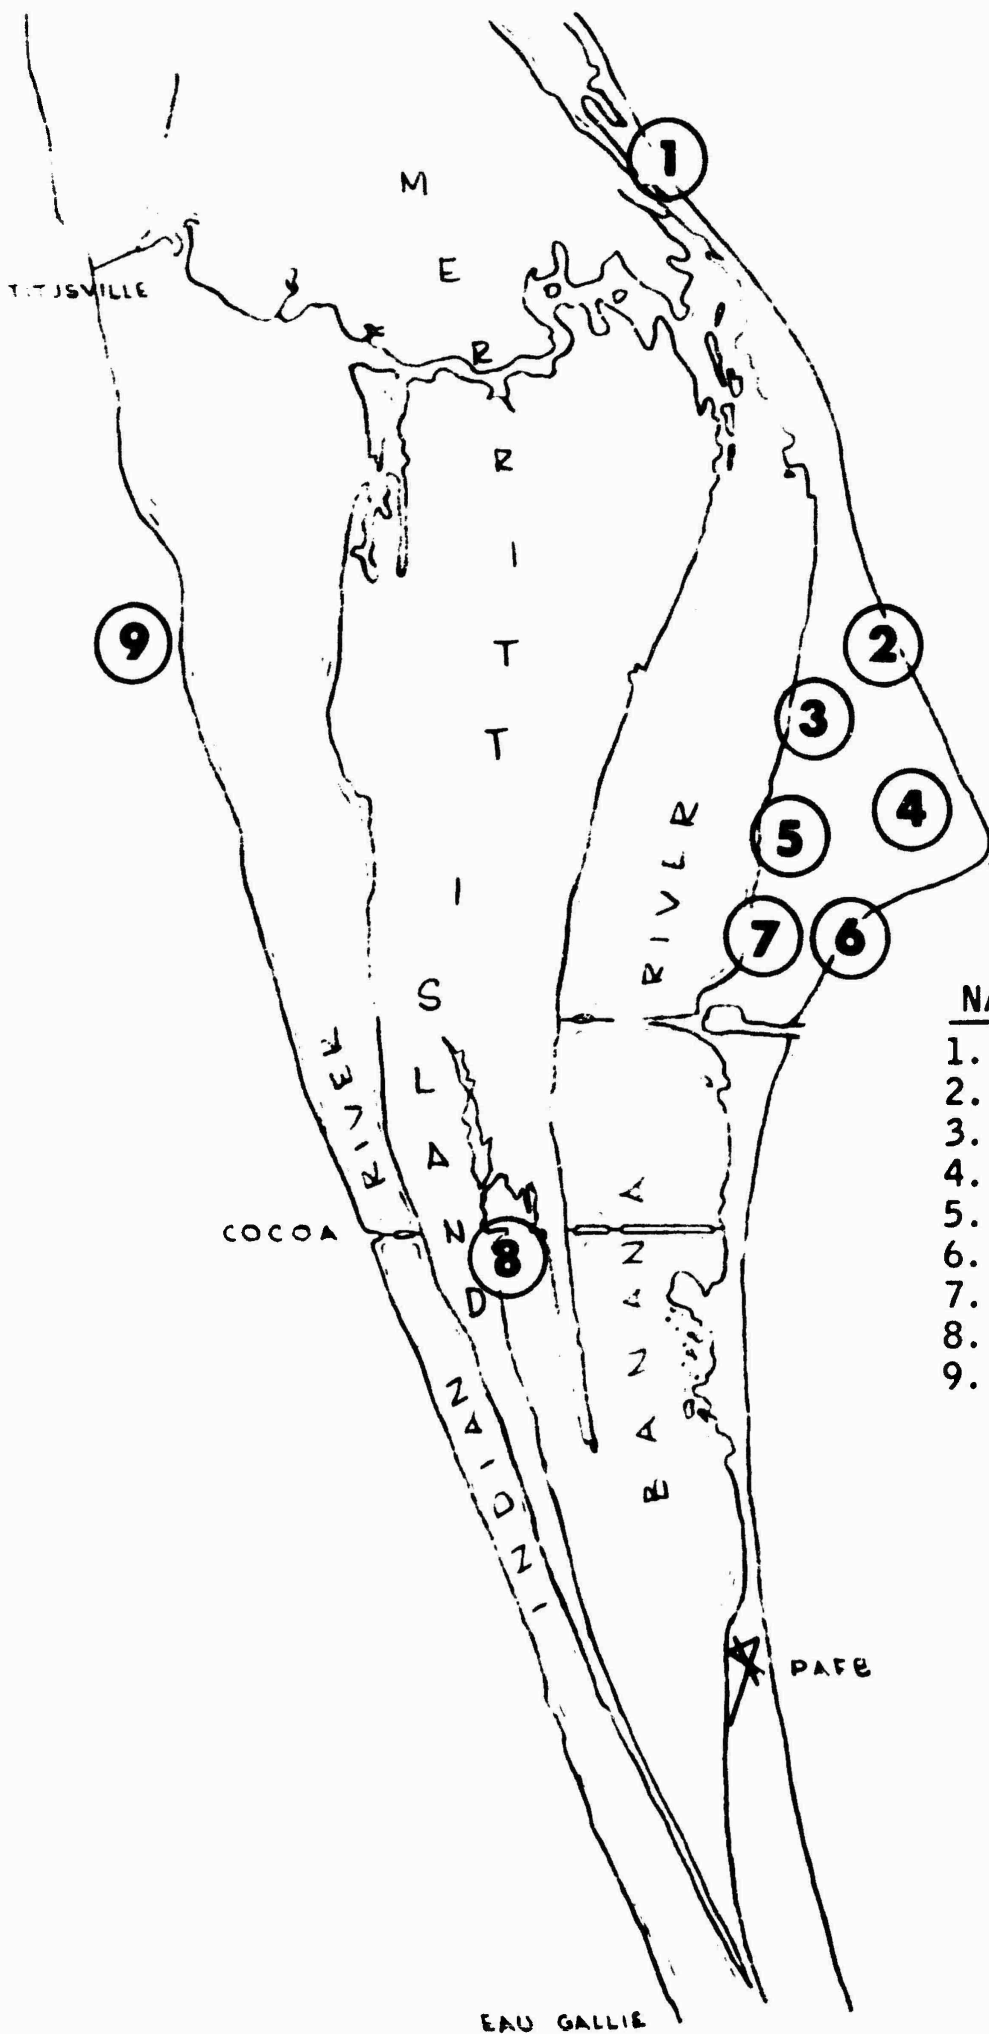 1
M
E
R
R
I
T
T
I
S
L
A
N
D
TITUSVILLE
9
2
3
4
5
7
6
RIVER
RIVER
COCOA
8
INDIAN
BANANA
PAFB
EAU GALLIE
NA
1.
2.
3.
4.
5.
6.
7.
8.
9.